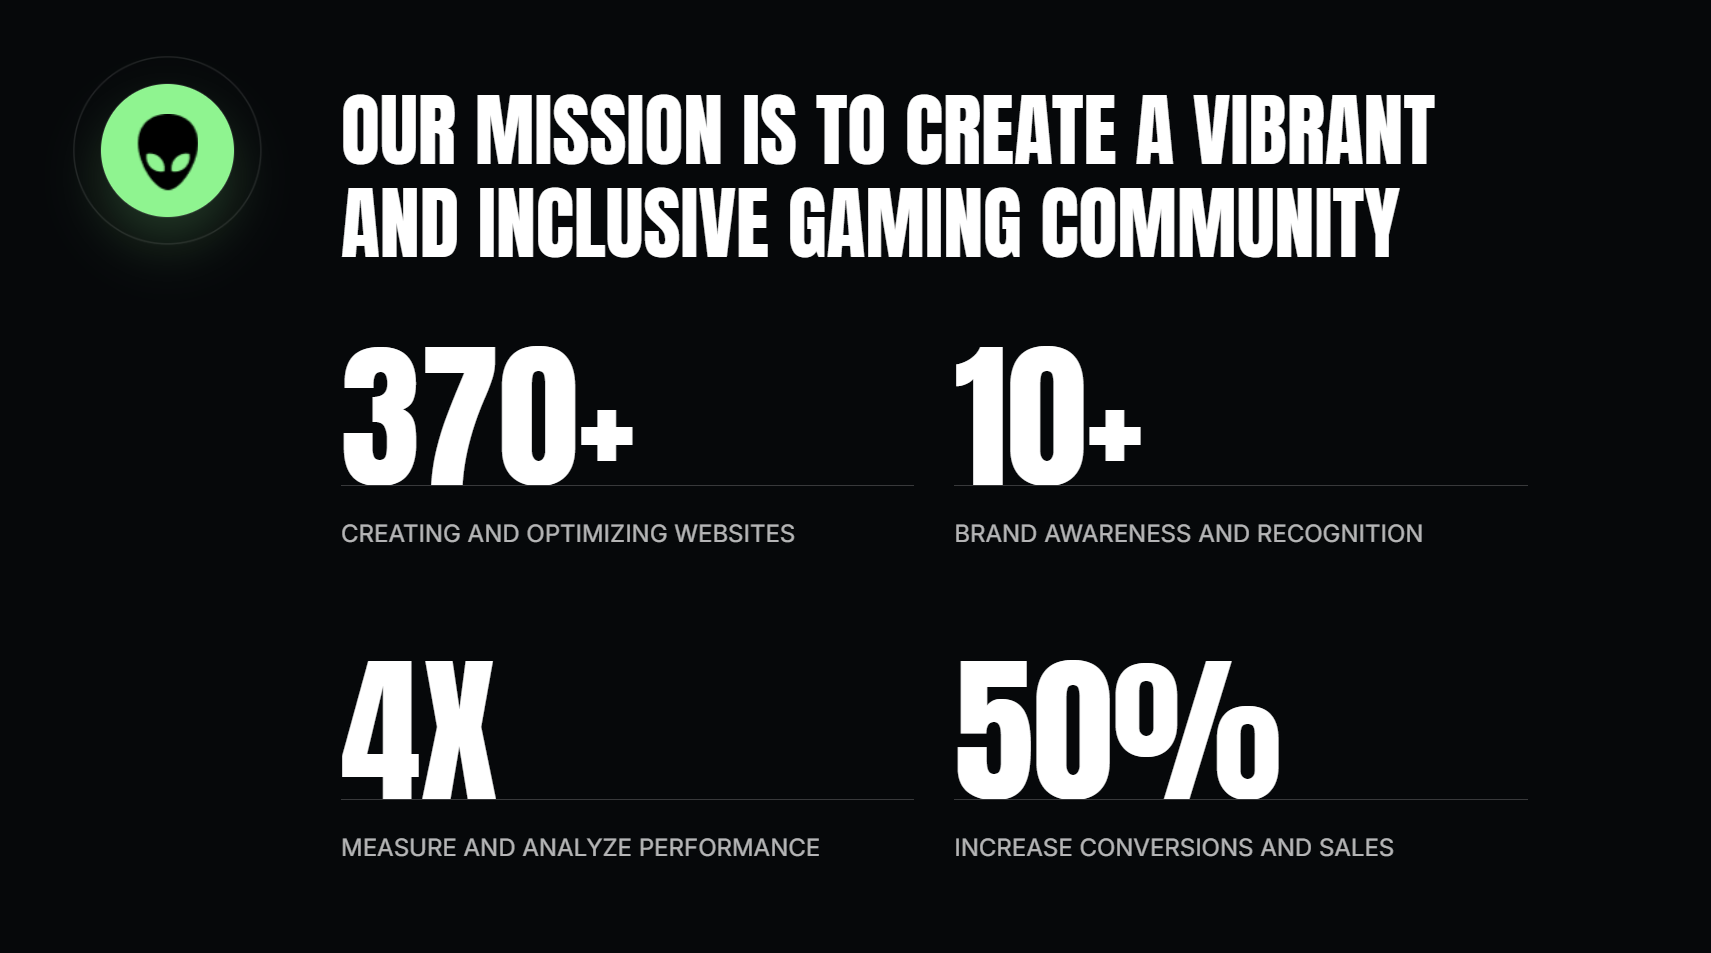 OUR MISSION IS TO CREATE A VIBRANT
AND INCLUSIVE GAMING COMMUNITY
370+
CREATING AND OPTIMIZING WEBSITES
10+
BRAND AWARENESS AND RECOGNITION
4X
MEASURE AND ANALYZE PERFORMANCE
50%
INCREASE CONVERSIONS AND SALES